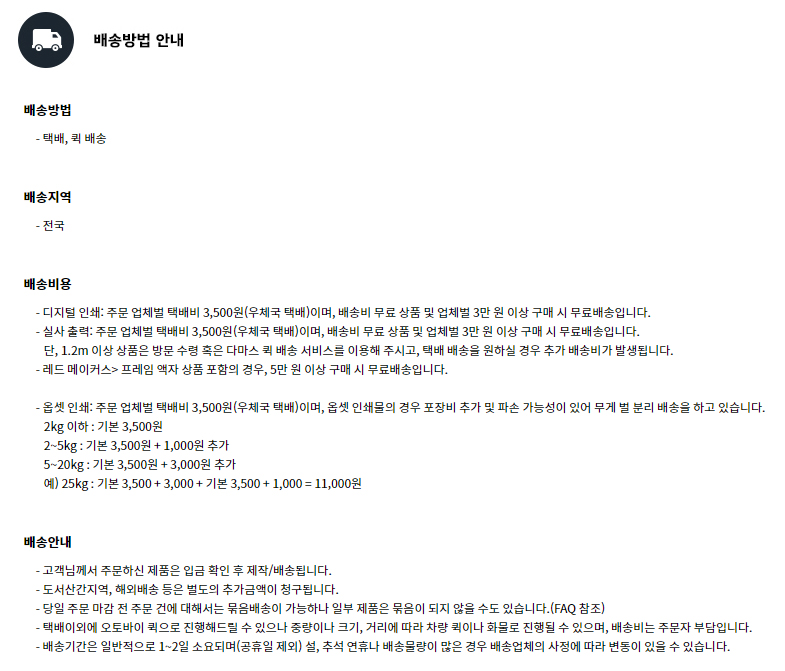 배송방법 안내
배송방법
- 택배, 퀵 배송
배송지역
- 전국
배송비용
- 디지털 인쇄: 주문 업체별 택배비 3,500원(우체국 택배)이며, 배송비 무료 상품 및 업체별 3만 원 이상 구매 시 무료배송입니다.
- 실사 출력: 주문 업체별 택배비 3,500원(우체국 택배)이며, 배송비 무료 상품 및 업체별 3만 원 이상 구매 시 무료배송입니다.
단, 1.2m 이상 상품은 방문 수령 혹은 다마스 퀵 배송 서비스를 이용해 주시고, 택배 배송을 원하실 경우 추가 배송비가 발생됩니다.
- 레드 메이커스> 프레임 액자 상품 포함의 경우, 5만 원 이상 구매 시 무료배송입니다.
- 옵셋 인쇄: 주문 업체별 택배비 3,500원(우체국 택배)이며, 옵셋 인쇄물의 경우 포장비 추가 및 파손 가능성이 있어 무게 별 분리 배송을 하고 있습니다.
2kg 이하 : 기본 3,500원
2~5kg : 기본 3,500원 + 1,000원 추가
5~20kg : 기본 3,500원 + 3,000원 추가
예) 25kg : 기본 3,500 + 3,000 + 기본 3,500 + 1,000 = 11,000원
배송안내
- 고객님께서 주문하신 제품은 입금 확인 후 제작/배송됩니다.
- 도서산간지역, 해외배송 등은 별도의 추가금액이 청구됩니다.
- 당일 주문 마감 전 주문 건에 대해서는 묶음배송이 가능하나 일부 제품은 묶음이 되지 않을 수도 있습니다.(FAQ 참조)
- 택배이외에 오토바이 퀵으로 진행해드릴 수 있으나 중량이나 크기, 거리에 따라 차량 퀵이나 화물로 진행될 수 있으며, 배송비는 주문자 부담입니다.
- 배송기간은 일반적으로 1~2일 소요되며(공휴일 제외) 설, 추석 연휴나 배송물량이 많은 경우 배송업체의 사정에 따라 변동이 있을 수 있습니다.